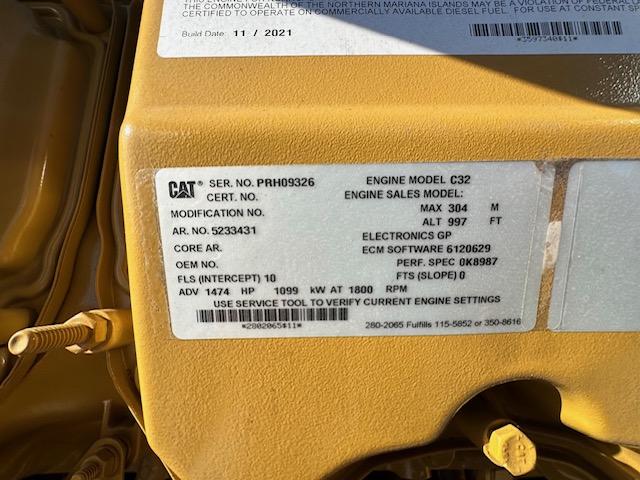 THE COMMONWEALTH OF THE NORTHERN MARIANA ISLANDS MAY BE A VIOLATION OF FEDERAL
CERTIFIED TO OPERATE ON COMMERCIALLY AVAILABLE DIESEL FUEL. FOR USE AT CONSTANT
Build Date: 11 / 2021
*3597340#11*
CAT® SER. NO. PRH09326 ENGINE MODEL C32
CERT. NO. ENGINE SALES MODEL:
MODIFICATION NO. MAX 304 M
ALT 997 FT
AR. NO. 5233431 ELECTRONICS GP
CORE AR. ECM SOFTWARE 6120629
OEM NO. PERF. SPEC 0K8987
FLS (INTERCEPT) 10 FTS (SLOPE) 0
ADV 1474 HP 1099 kW AT 1800 RPM
USE SERVICE TOOL TO VERIFY CURRENT ENGINE SETTINGS
*2802065#11* 280-2065 Fulfills 115-5852 or 350-8616